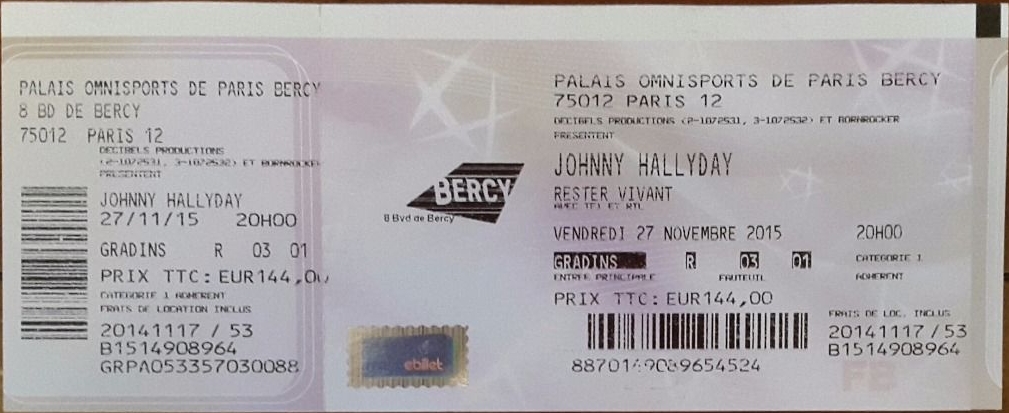 PALAIS OMNISPORTS DE PARIS BERCY
8 BD DE BERCY
75012 PARIS 12
DECIBELS PRODUCTIONS
(2-1072531, 3-1072532) ET BORNROCKER
PRESENTENT
JOHNNY HALLYDAY
27/11/15 20H00
GRADINS R 03 01
PRIX TTC: EUR144,00
CATEGORIE 1 ADHERENT
FRAIS DE LOCATION INCLUS
20141117 / 53
B1514908964
GRPA053357030088
BERCY
8 Bvd de Bercy
ebillet
PALAIS OMNISPORTS DE PARIS BERCY
75012 PARIS 12
DECIBELS PRODUCTIONS (2-1072531, 3-1072532) ET BORNROCKER
PRESENTENT
JOHNNY HALLYDAY
RESTER VIVANT
AVEC TF1 ET RTL
VENDREDI 27 NOVEMBRE 2015 20H00
GRADINS R 03 01 CATEGORIE 1
ENTREE PRINCIPALE FAUTEUIL ADHERENT
PRIX TTC: EUR144,00
FRAIS DE LOC. INCLUS
20141117 / 53
B1514908964